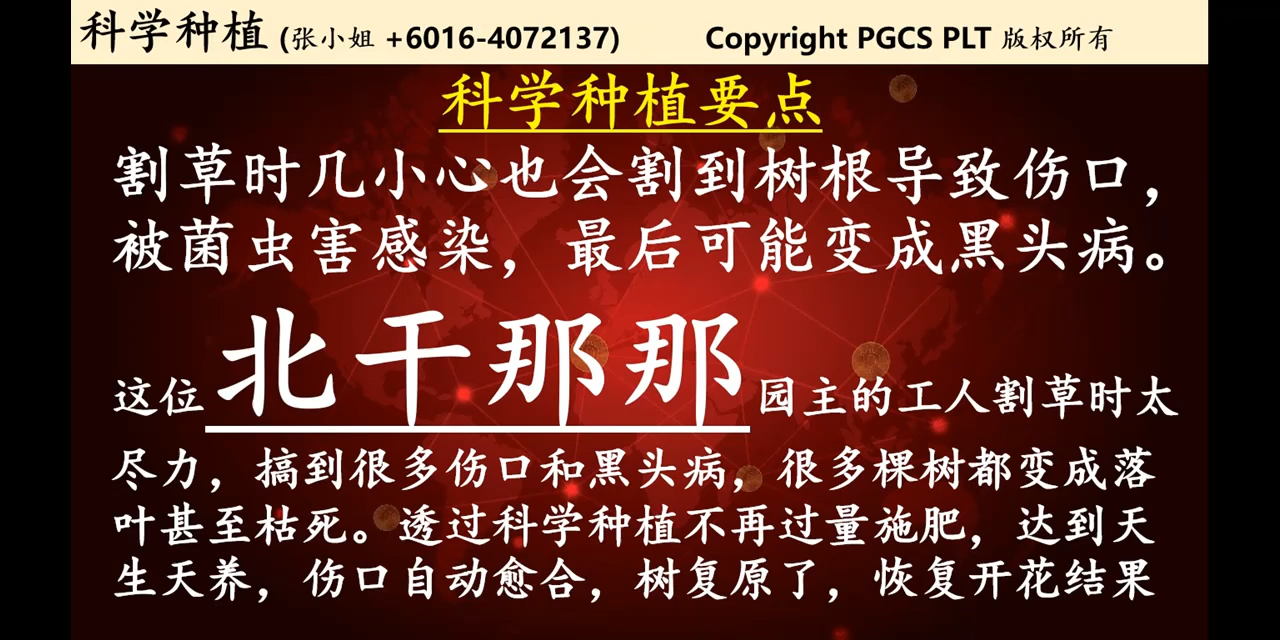 科学种植 (张小姐 +6016-4072137) Copyright PGCS PLT 版权所有
科学种植要点
割草时几小心也会割到树根导致伤口，
被菌虫害感染，最后可能变成黑头病。
这位北干那那园主的工人割草时太
尽力，搞到很多伤口和黑头病，很多棵树都变成落
叶甚至枯死。透过科学种植不再过量施肥，达到天
生天养，伤口自动愈合，树复原了，恢复开花结果